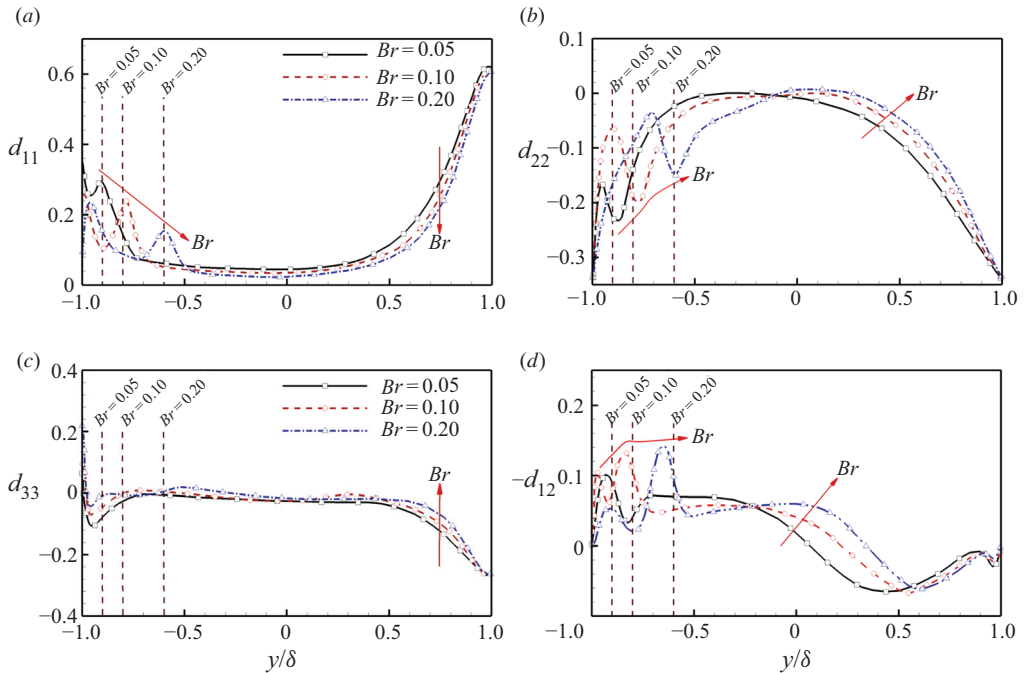 (a)
0.6
0.4
d11
0.2
0
−1.0
−0.5
0
0.5
1.0
Br = 0.05
Br = 0.10
Br = 0.20
Br = 0.05
Br = 0.10
Br = 0.20
Br
Br
(b)
0.1
0
−0.1
d22
−0.2
−0.3
−1.0
−0.5
0
0.5
1.0
Br = 0.05
Br = 0.10
Br = 0.20
Br
Br
(c)
0.4
0.2
d33
0
−0.2
−0.4
−1.0
−0.5
0
0.5
1.0
y/δ
Br = 0.05
Br = 0.10
Br = 0.20
Br = 0.05
Br = 0.10
Br = 0.20
Br
(d)
0.2
0.1
−d12
0
−0.1
−1.0
−1.0
−0.5
0
0.5
1.0
y/δ
Br = 0.05
Br = 0.10
Br = 0.20
Br
Br